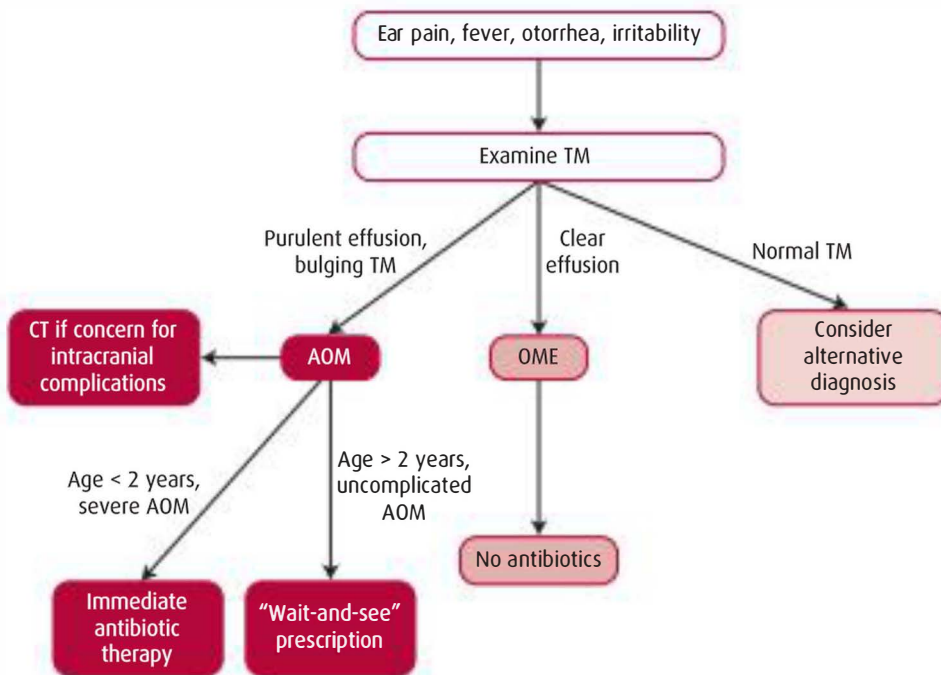 Ear pain, fever, otorrhea, irritability
Examine TM
Purulent effusion,
bulging TM
Clear
effusion
Normal TM
CT if concern for
intracranial
complications
AOM
OME
Consider
alternative
diagnosis
Age < 2 years,
severe AOM
Age > 2 years,
uncomplicated
AOM
No antibiotics
Immediate
antibiotic
therapy
“Wait-and-see”
prescription